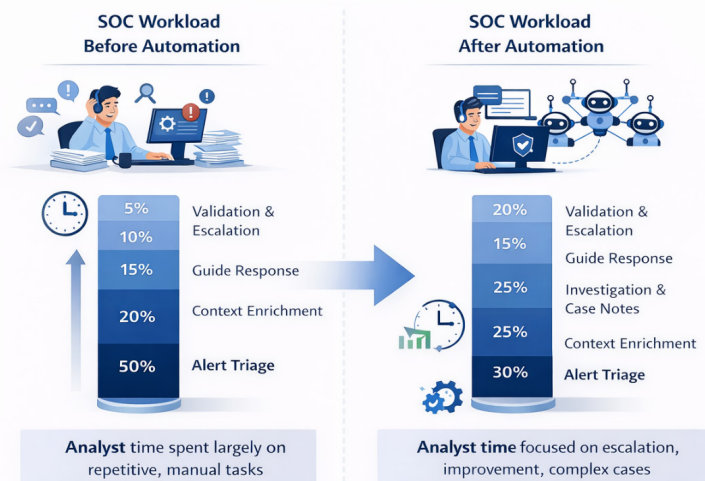 SOC Workload
Before Automation
5%
Validation &
Escalation
10%
15%
Guide Response
20%
Context Enrichment
50%
Alert Triage
Analyst time spent largely on
repetitive, manual tasks
SOC Workload
After Automation
20%
Validation &
Escalation
15%
Guide Response
25%
Investigation &
Case Notes
25%
Context Enrichment
30%
Alert Triage
Analyst time focused on escalation,
improvement, complex cases